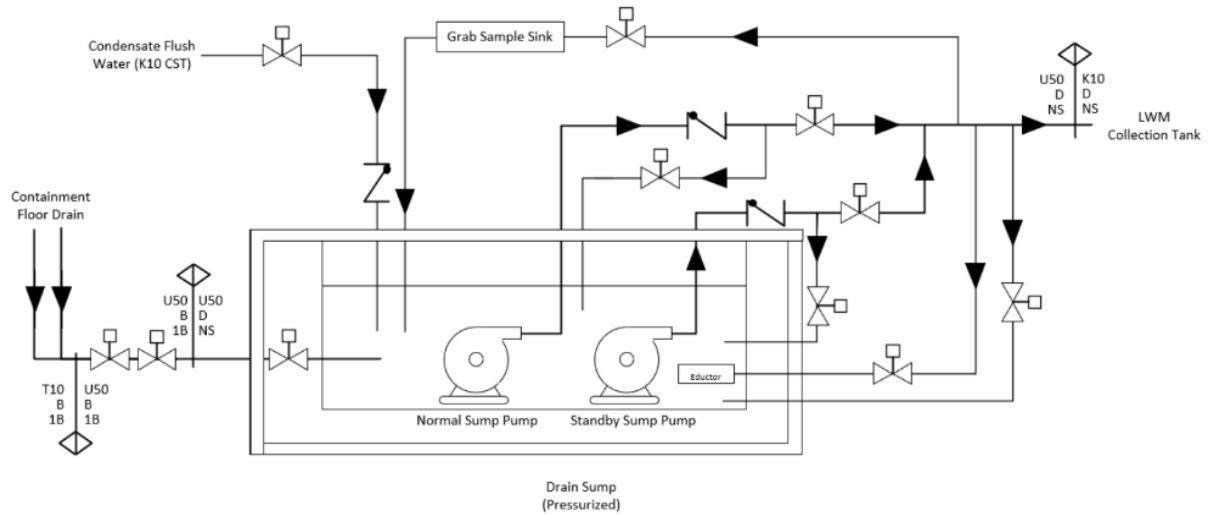 Condensate Flush
Water (K10 CST)
Grab Sample Sink
U50
D
NS
K10
D
NS
LWM
Collection Tank
Containment
Floor Drain
U50
B
1B
U50
D
NS
T10
B
1B
U50
B
1B
Eductor
Normal Sump Pump
Standby Sump Pump
Drain Sump
(Pressurized)